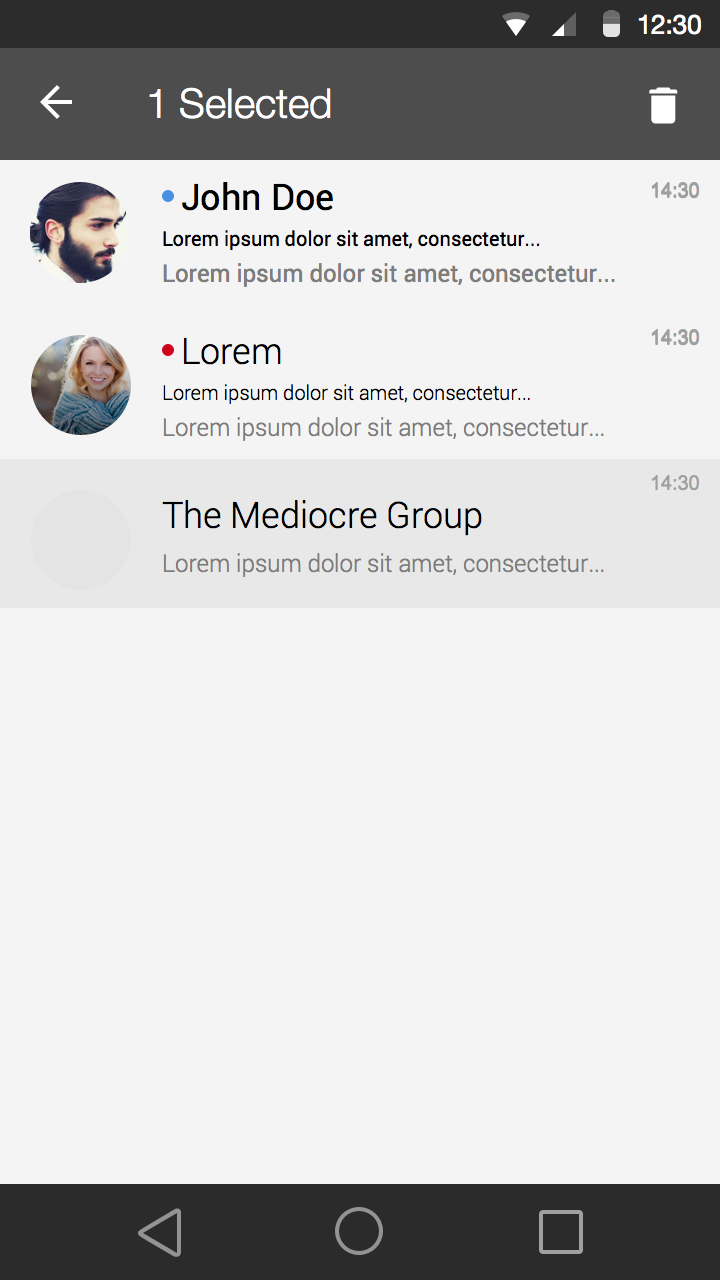 12:30
1 Selected
John Doe
14:30
Lorem ipsum dolor sit amet, consectetur...
Lorem ipsum dolor sit amet, consectetur...
Lorem
14:30
Lorem ipsum dolor sit amet, consectetur...
Lorem ipsum dolor sit amet, consectetur...
14:30
The Mediocre Group
Lorem ipsum dolor sit amet, consectetur...